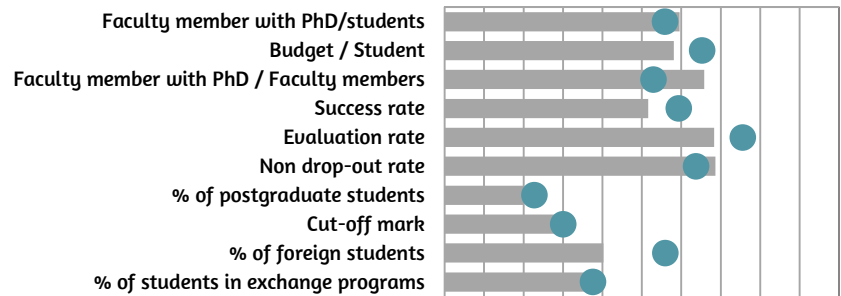 Faculty member with PhD/students
Budget / Student
Faculty member with PhD / Faculty members
Success rate
Evaluation rate
Non drop-out rate
% of postgraduate students
Cut-off mark
% of foreign students
% of students in exchange programs